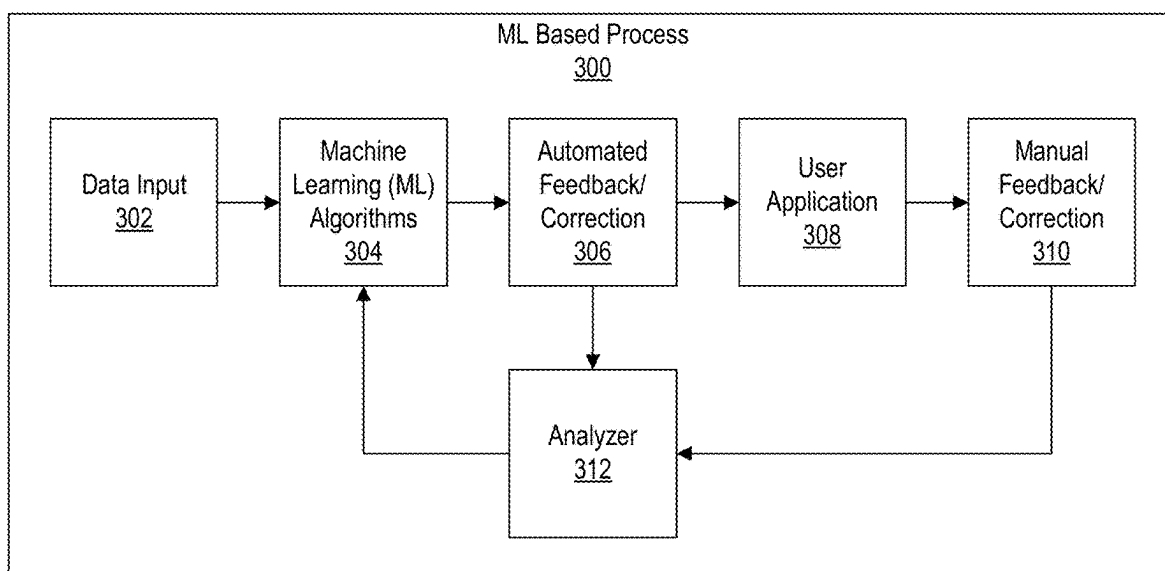 ML Based Process
300
Data Input
302
Machine
Learning (ML)
Algorithms
304
Automated
Feedback/
Correction
306
User
Application
308
Manual
Feedback/
Correction
310
Analyzer
312